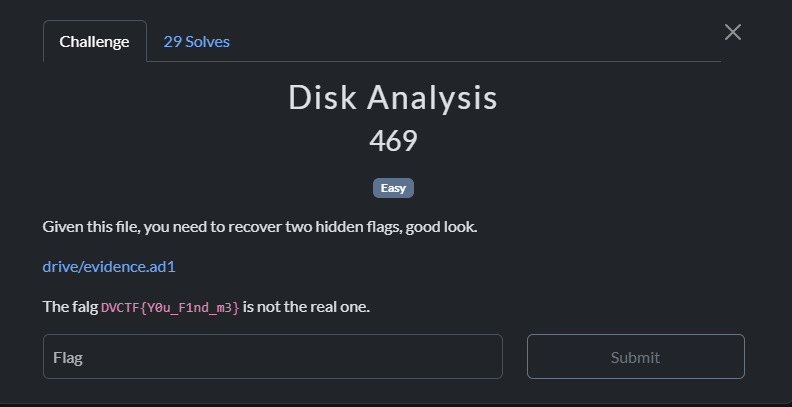 Challenge
29 Solves
Disk Analysis
469
Easy
Given this file, you need to recover two hidden flags, good look.
drive/evidence.ad1
The falg DVCTF{Y0u_F1nd_m3} is not the real one.
Flag
Submit